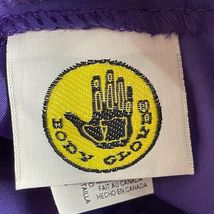 BODY GLOVE
®
FAIT AU CANADA
HECHO EN CANADA